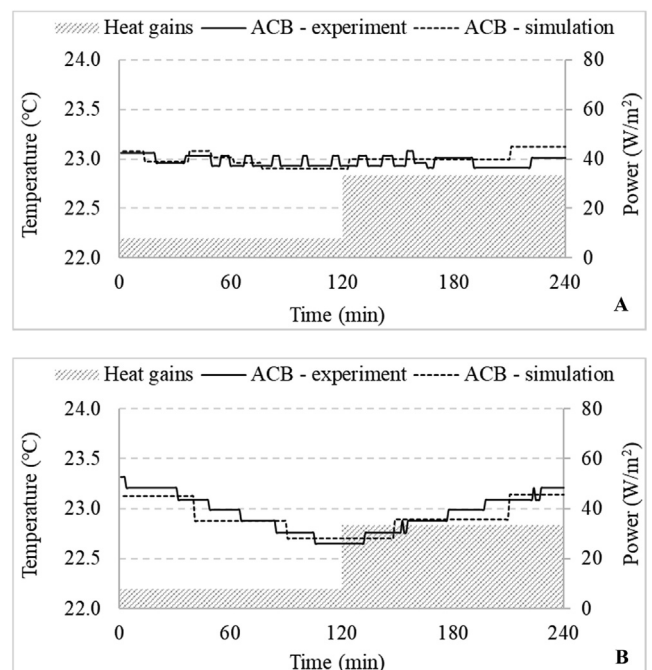 Heat gains ACB - experiment ACB - simulation
24.0
23.5
23.0
22.5
22.0
Temperature (°C)
80
60
40
20
0
Power (W/m²)
0 60 120 180 240
Time (min)
A
Heat gains ACB - experiment ACB - simulation
24.0
23.5
23.0
22.5
22.0
Temperature (°C)
80
60
40
20
0
Power (W/m²)
0 60 120 180 240
Time (min)
B